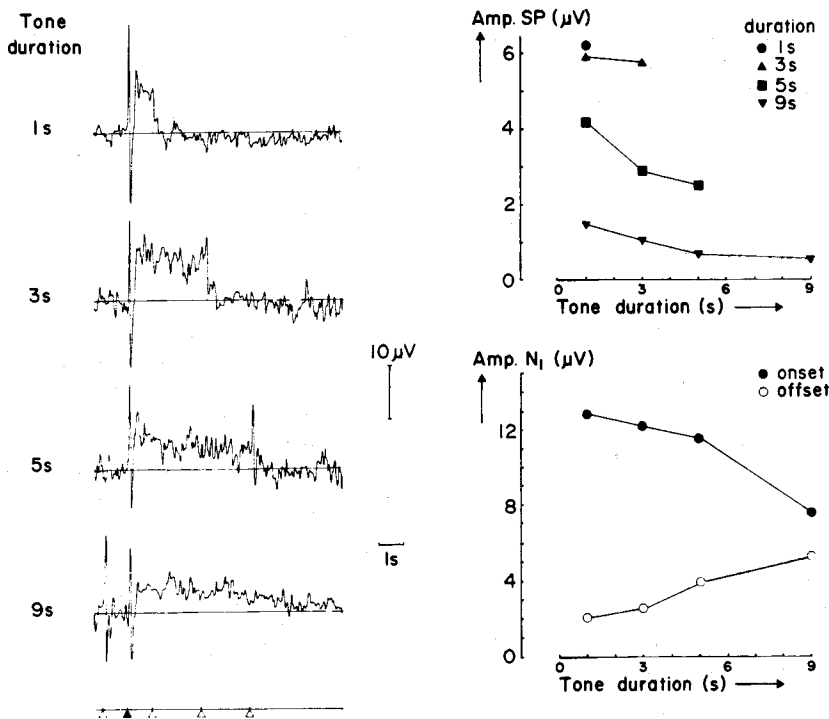 Tone
duration
1s
3s
5s
9s
10 μV
1s
Amp. SP (μV)
6
4
2
0
0 3 6 9
Tone duration (s)
duration
1s
3s
5s
9s
Amp. N₁ (μV)
12
8
4
0
0 3 6 9
Tone duration (s)
onset
offset